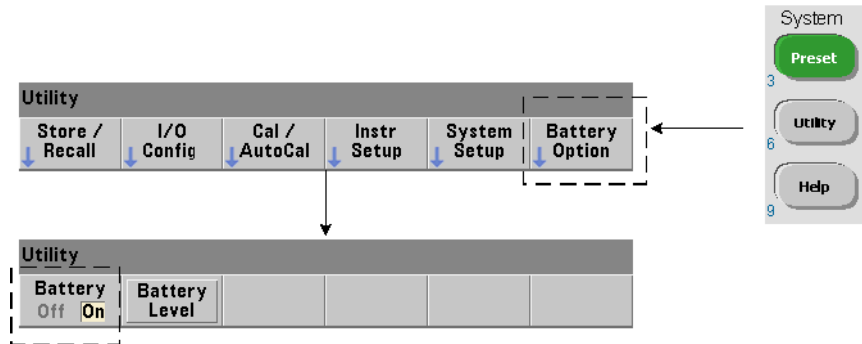 System
Preset
3
Utility
6
Help
9
Utility
Store /
Recall
I/O
Config
Cal /
AutoCal
Instr
Setup
System
Setup
Battery
Option
Utility
Battery
Off On
Battery
Level